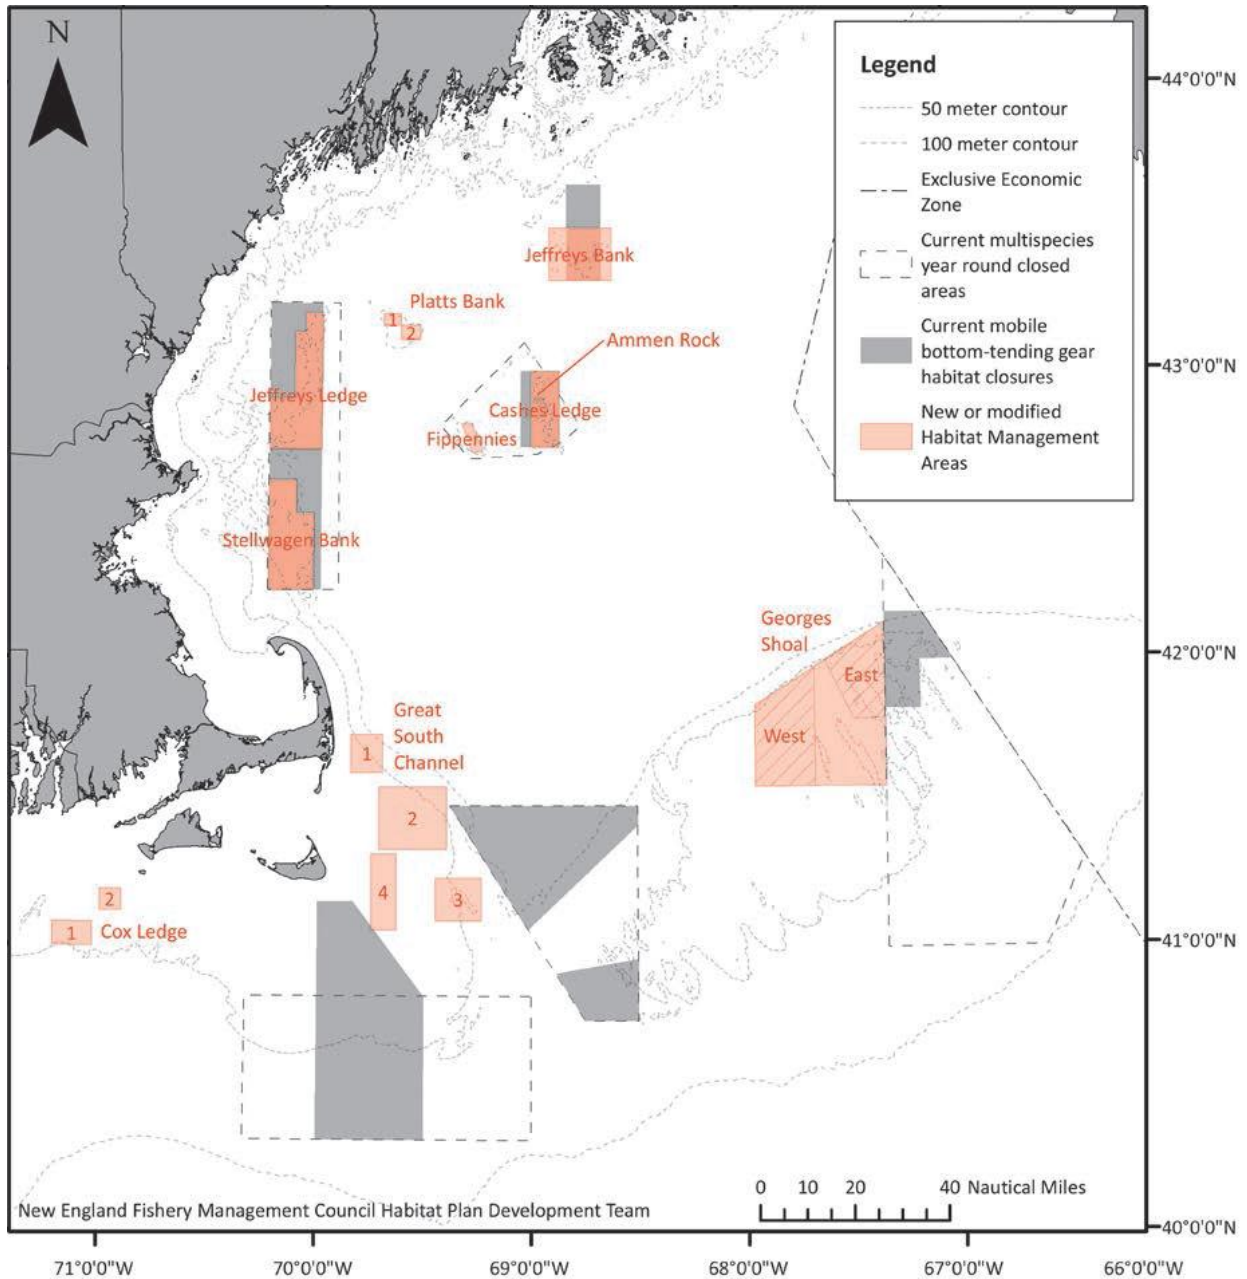 N
Legend
50 meter contour
100 meter contour
Exclusive Economic
Zone
Current multispecies
year round closed
areas
Current mobile
bottom-tending gear
habitat closures
New or modified
Habitat Management
Areas
44°0'0"N
43°0'0"N
42°0'0"N
41°0'0"N
40°0'0"N
Jeffreys Bank
Platts Bank
1
2
Ammen Rock
Jeffreys Ledge
Cashes Ledge
Fippennies
Stellwagen Bank
Georges
Shoal
East
West
Great
South
Channel
1
2
4
3
2
1
Cox Ledge
0 10 20 40 Nautical Miles
New England Fishery Management Council Habitat Plan Development Team
71°0'0"W
70°0'0"W
69°0'0"W
68°0'0"W
67°0'0"W
66°0'0"W